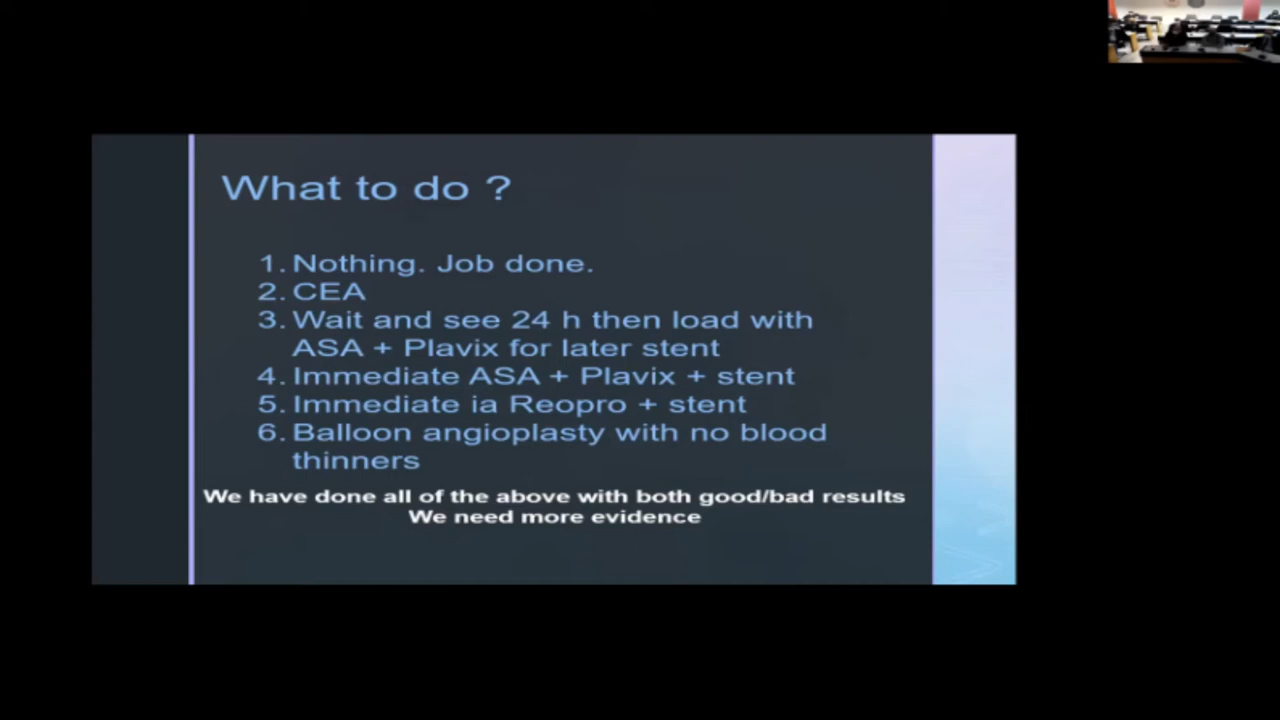 What to do ?
1. Nothing. Job done.
2. CEA
3. Wait and see 24 h then load with
ASA + Plavix for later stent
4. Immediate ASA + Plavix + stent
5. Immediate ia Reopro + stent
6. Balloon angioplasty with no blood
thinners
We have done all of the above with both good/bad results
We need more evidence